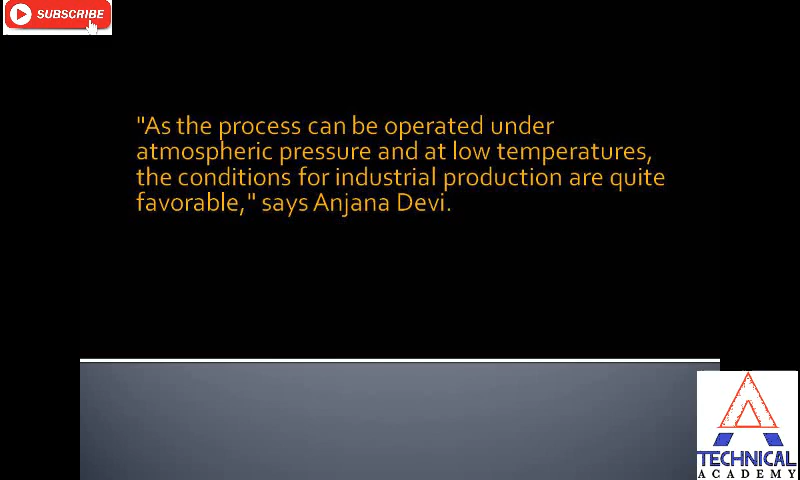 SUBSCRIBE
"As the process can be operated under
atmospheric pressure and at low temperatures,
the conditions for industrial production are quite
favorable," says Anjana Devi.
TECHNICAL
ACADEMY